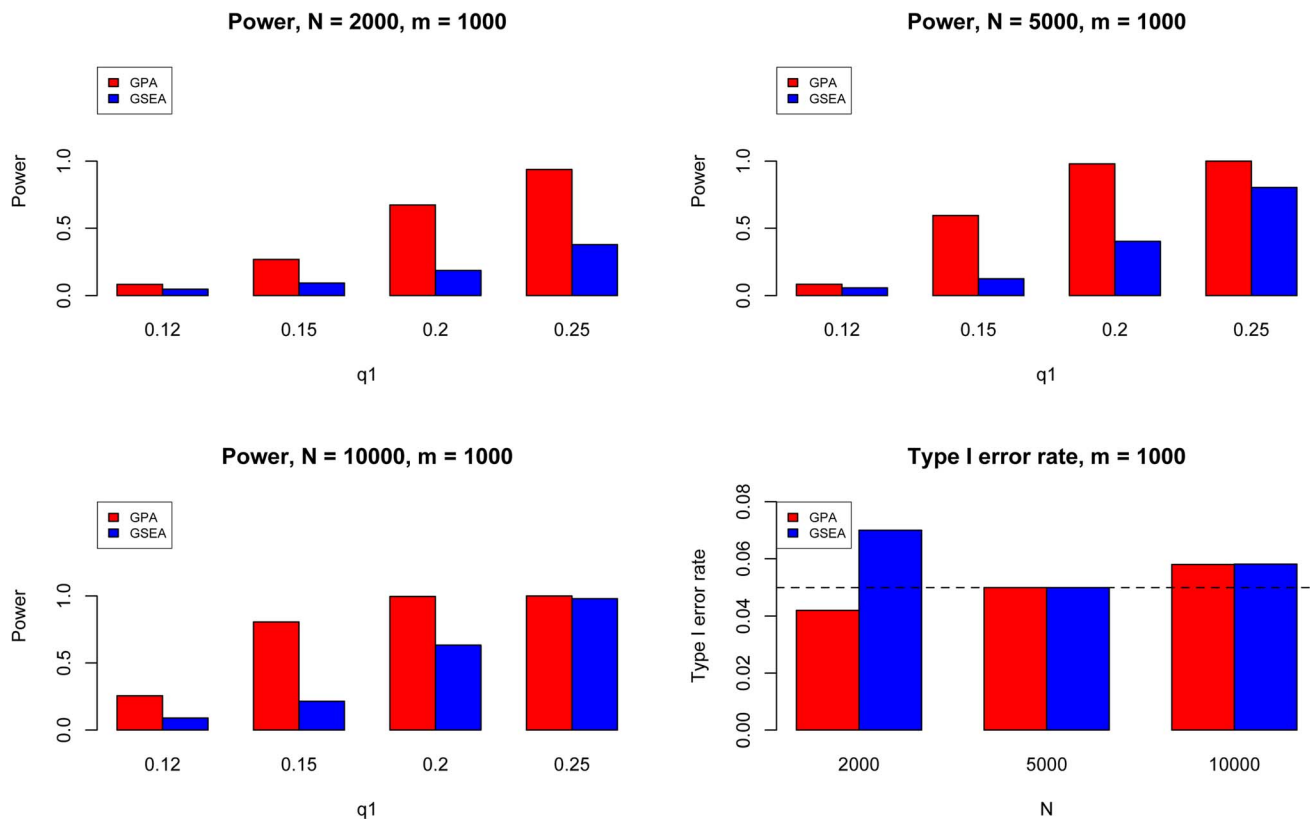 Power, N = 2000, m = 1000
GPA
GSEA
Power
1.0
0.5
0.0
0.12 0.15 0.2 0.25
q1
Power, N = 5000, m = 1000
GPA
GSEA
Power
1.0
0.5
0.0
0.12 0.15 0.2 0.25
q1
Power, N = 10000, m = 1000
GPA
GSEA
Power
1.0
0.5
0.0
0.12 0.15 0.2 0.25
q1
Type I error rate, m = 1000
GPA
GSEA
Type I error rate
0.08
0.06
0.04
0.02
0.00
2000 5000 10000
N